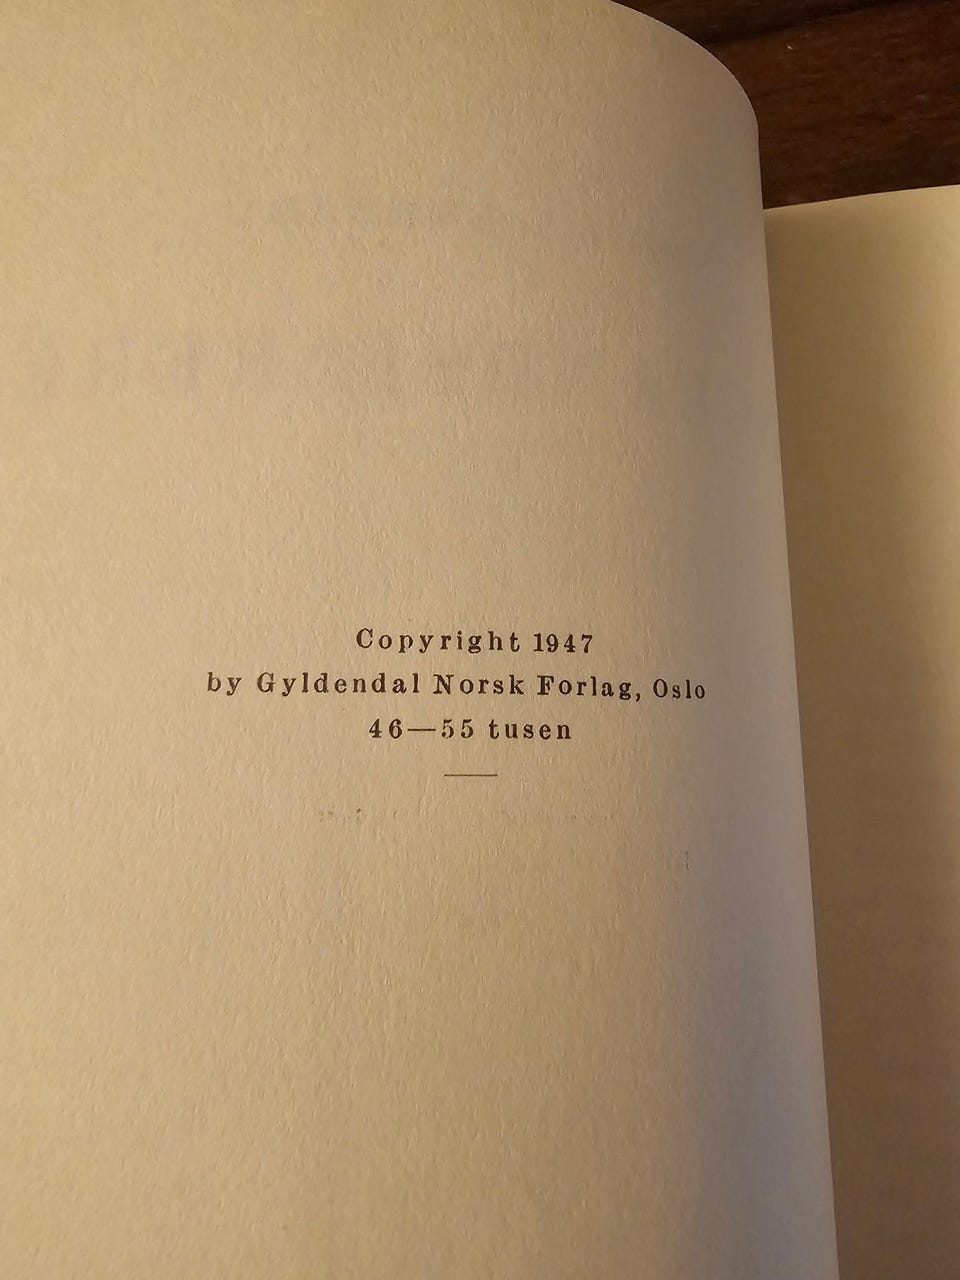 Copyright 1947
by Gyldendal Norsk Forlag, Oslo
46—55 tusen